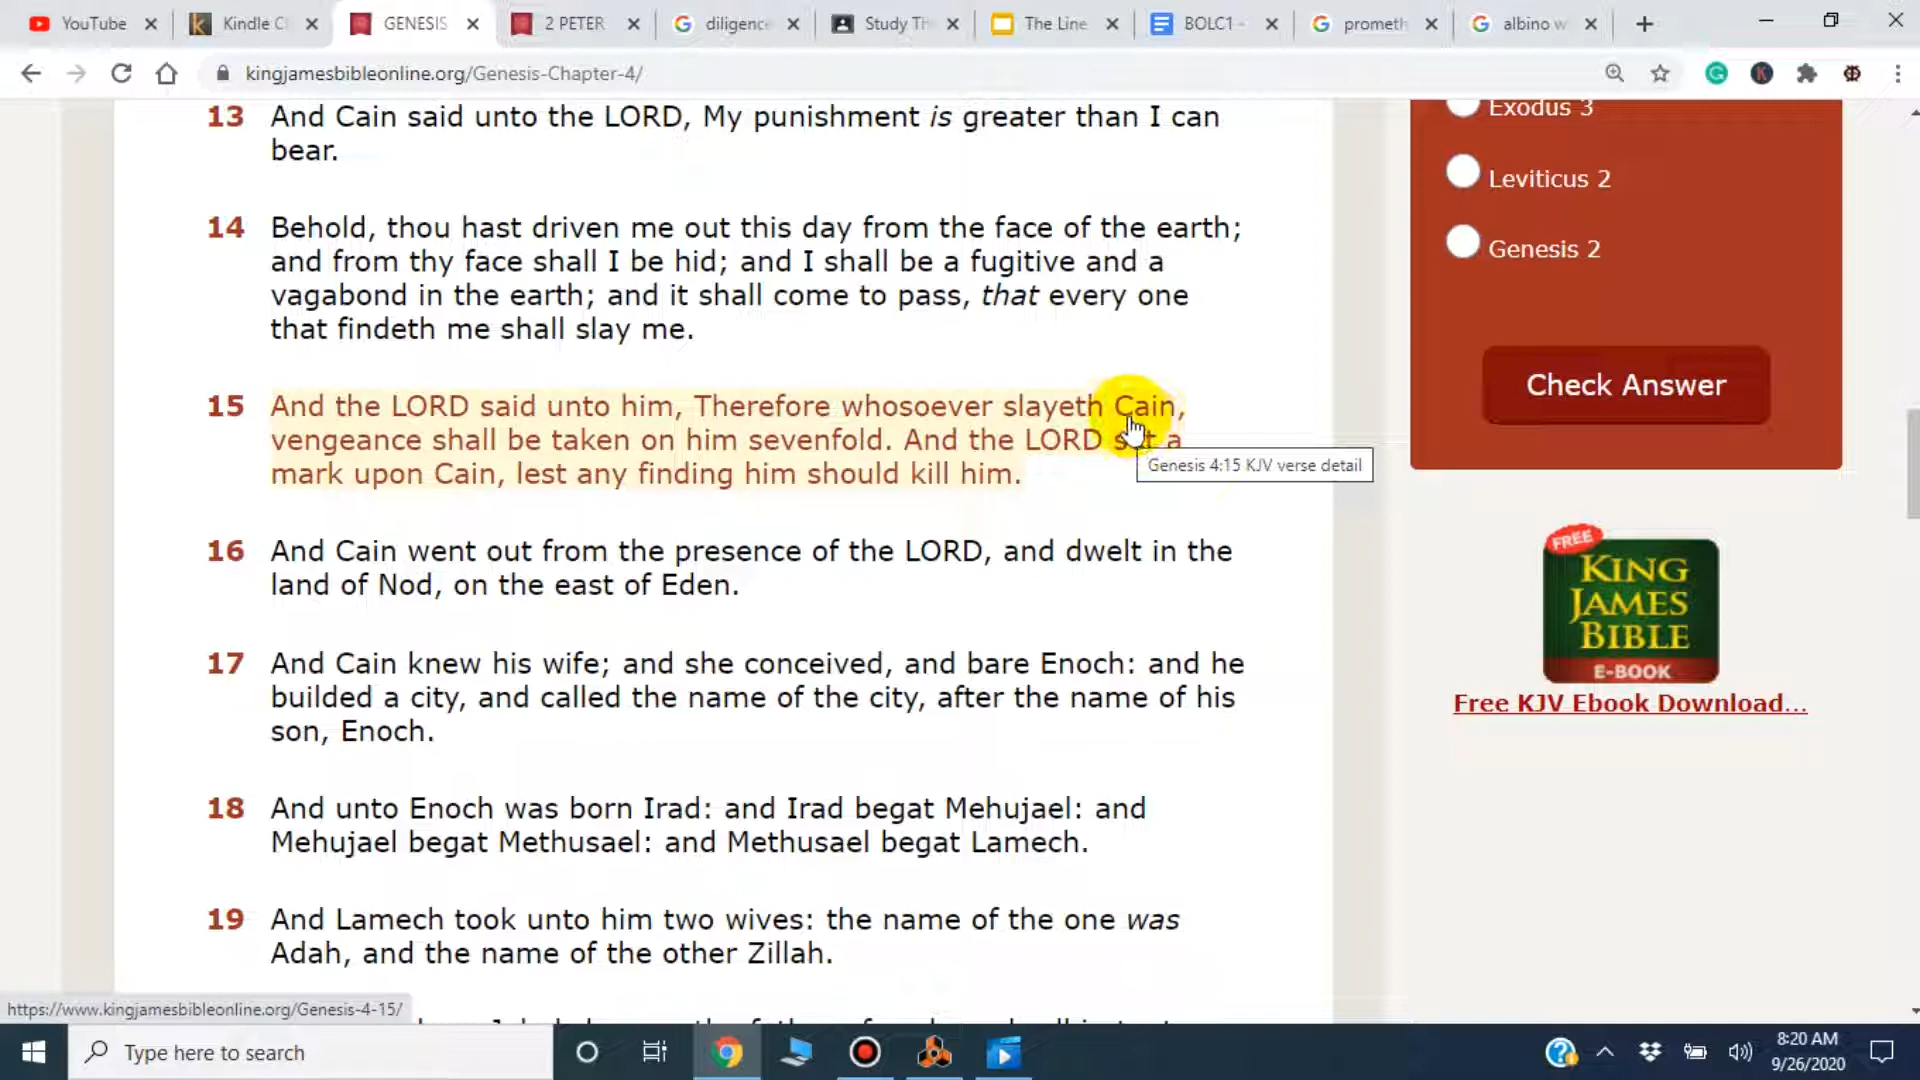 YouTube
Kindle C
GENESIS
2 PETER
diligence
Study Th
The Line
BOLC1 -
prometh
albino w
kingjamesbibleonline.org/Genesis-Chapter-4/
13 And Cain said unto the LORD, My punishment is greater than I can
bear.
14 Behold, thou hast driven me out this day from the face of the earth;
and from thy face shall I be hid; and I shall be a fugitive and a
vagabond in the earth; and it shall come to pass, that every one
that findeth me shall slay me.
15 And the LORD said unto him, Therefore whosoever slayeth Cain,
vengeance shall be taken on him sevenfold. And the LORD set a
mark upon Cain, lest any finding him should kill him.
Genesis 4:15 KJV verse detail
16 And Cain went out from the presence of the LORD, and dwelt in the
land of Nod, on the east of Eden.
17 And Cain knew his wife; and she conceived, and bare Enoch: and he
builded a city, and called the name of the city, after the name of his
son, Enoch.
18 And unto Enoch was born Irad: and Irad begat Mehujael: and
Mehujael begat Methusael: and Methusael begat Lamech.
19 And Lamech took unto him two wives: the name of the one was
Adah, and the name of the other Zillah.
Exodus 3
Leviticus 2
Genesis 2
Check Answer
FREE
KING
JAMES
BIBLE
E-BOOK
Free KJV Ebook Download...
https://www.kingjamesbibleonline.org/Genesis-4-15/
Type here to search
8:20 AM
9/26/2020